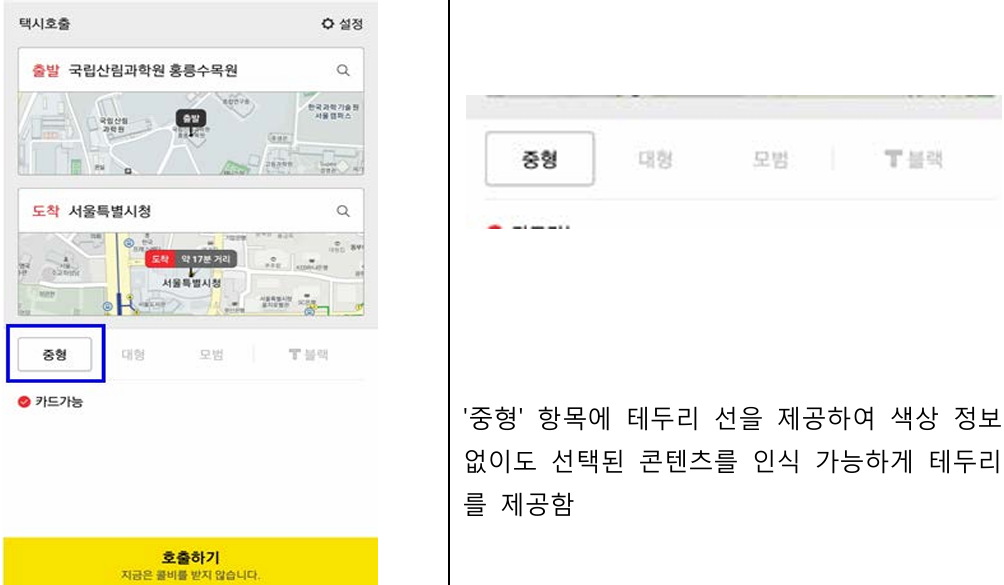 택시호출
설정
출발 국립산림과학원 홍릉수목원
출발
국립산림
과학원
한국과학기술원
서울캠퍼스
도착 서울특별시청
도착 약 17분 거리
서울특별시청
중형 대형 모범 T블랙
카드가능
호출하기
지금은 콜비를 받지 않습니다.
중형 대형 모범 T블랙
'중형' 항목에 테두리 선을 제공하여 색상 정보
없이도 선택된 콘텐츠를 인식 가능하게 테두리
를 제공함